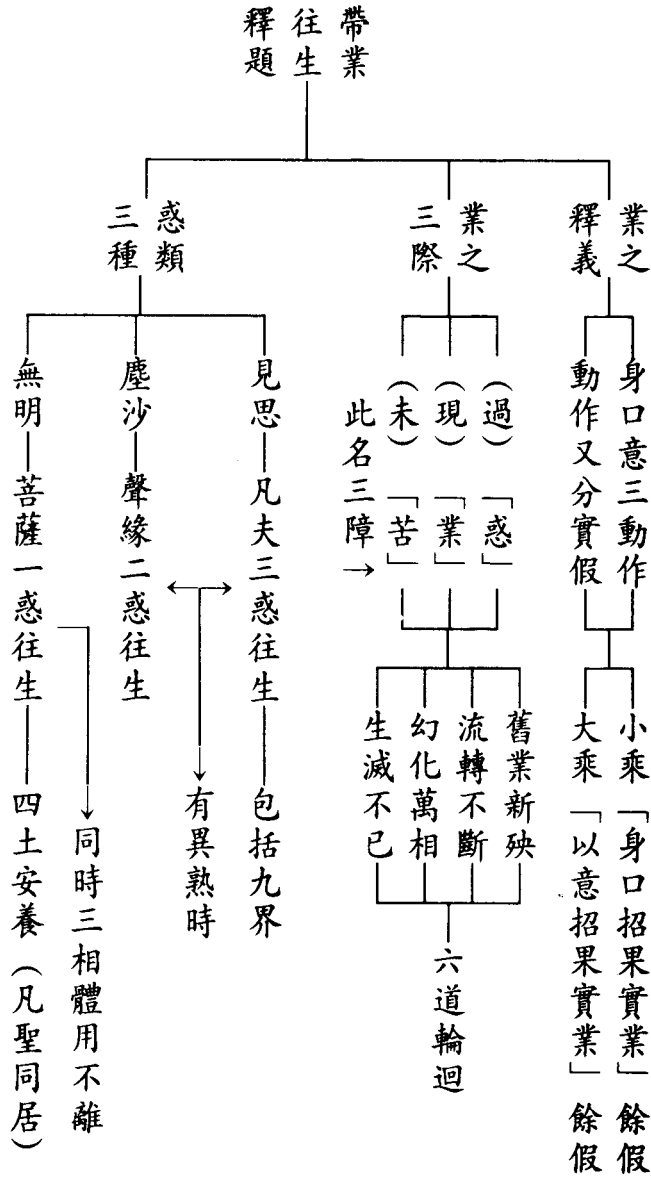 帶業
往生
釋題
業之
釋義
身口意三動作
動作又分實假
小乘「身口招果實業」餘假
大乘「以意招果實業」餘假
業之
三際
(過)「惑」
(現)「業」
(未)「苦」
此名三障→
舊業新殃
流轉不斷
幻化萬相
生滅不已
六道輪迴
惑類
三種
見思—凡夫三惑往生—包括九界
有異熟時
塵沙—聲緣二惑往生
同時三相體用不離
無明—菩薩一惑往生—四土安養(凡聖同居)